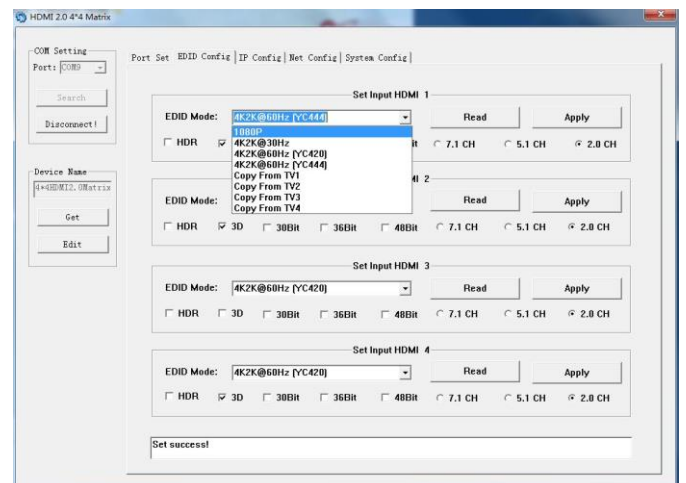 HDMI 2.0 4*4 Matrix
COM Setting
Port: COM9
Search
Disconnect!
Device Name
4*4HDMI2.0Matrix
Get
Edit
Port Set EDID Config IP Config Net Config System Config
Set Input HDMI 1
EDID Mode: 4K2K@60Hz (YC444) Read Apply
1080P
4K2K@30Hz
4K2K@60Hz (YC420)
4K2K@60Hz (YC444)
Copy From TV1
Copy From TV2
Copy From TV3
Copy From TV4
HDR 7.1 CH 5.1 CH 2.0 CH
EDID Mode: Read Apply
HDR 3D 30Bit 36Bit 48Bit 7.1 CH 5.1 CH 2.0 CH
Set Input HDMI 3
EDID Mode: 4K2K@60Hz (YC420) Read Apply
HDR 3D 30Bit 36Bit 48Bit 7.1 CH 5.1 CH 2.0 CH
Set Input HDMI 4
EDID Mode: 4K2K@60Hz (YC420) Read Apply
HDR 3D 30Bit 36Bit 48Bit 7.1 CH 5.1 CH 2.0 CH
Set success!